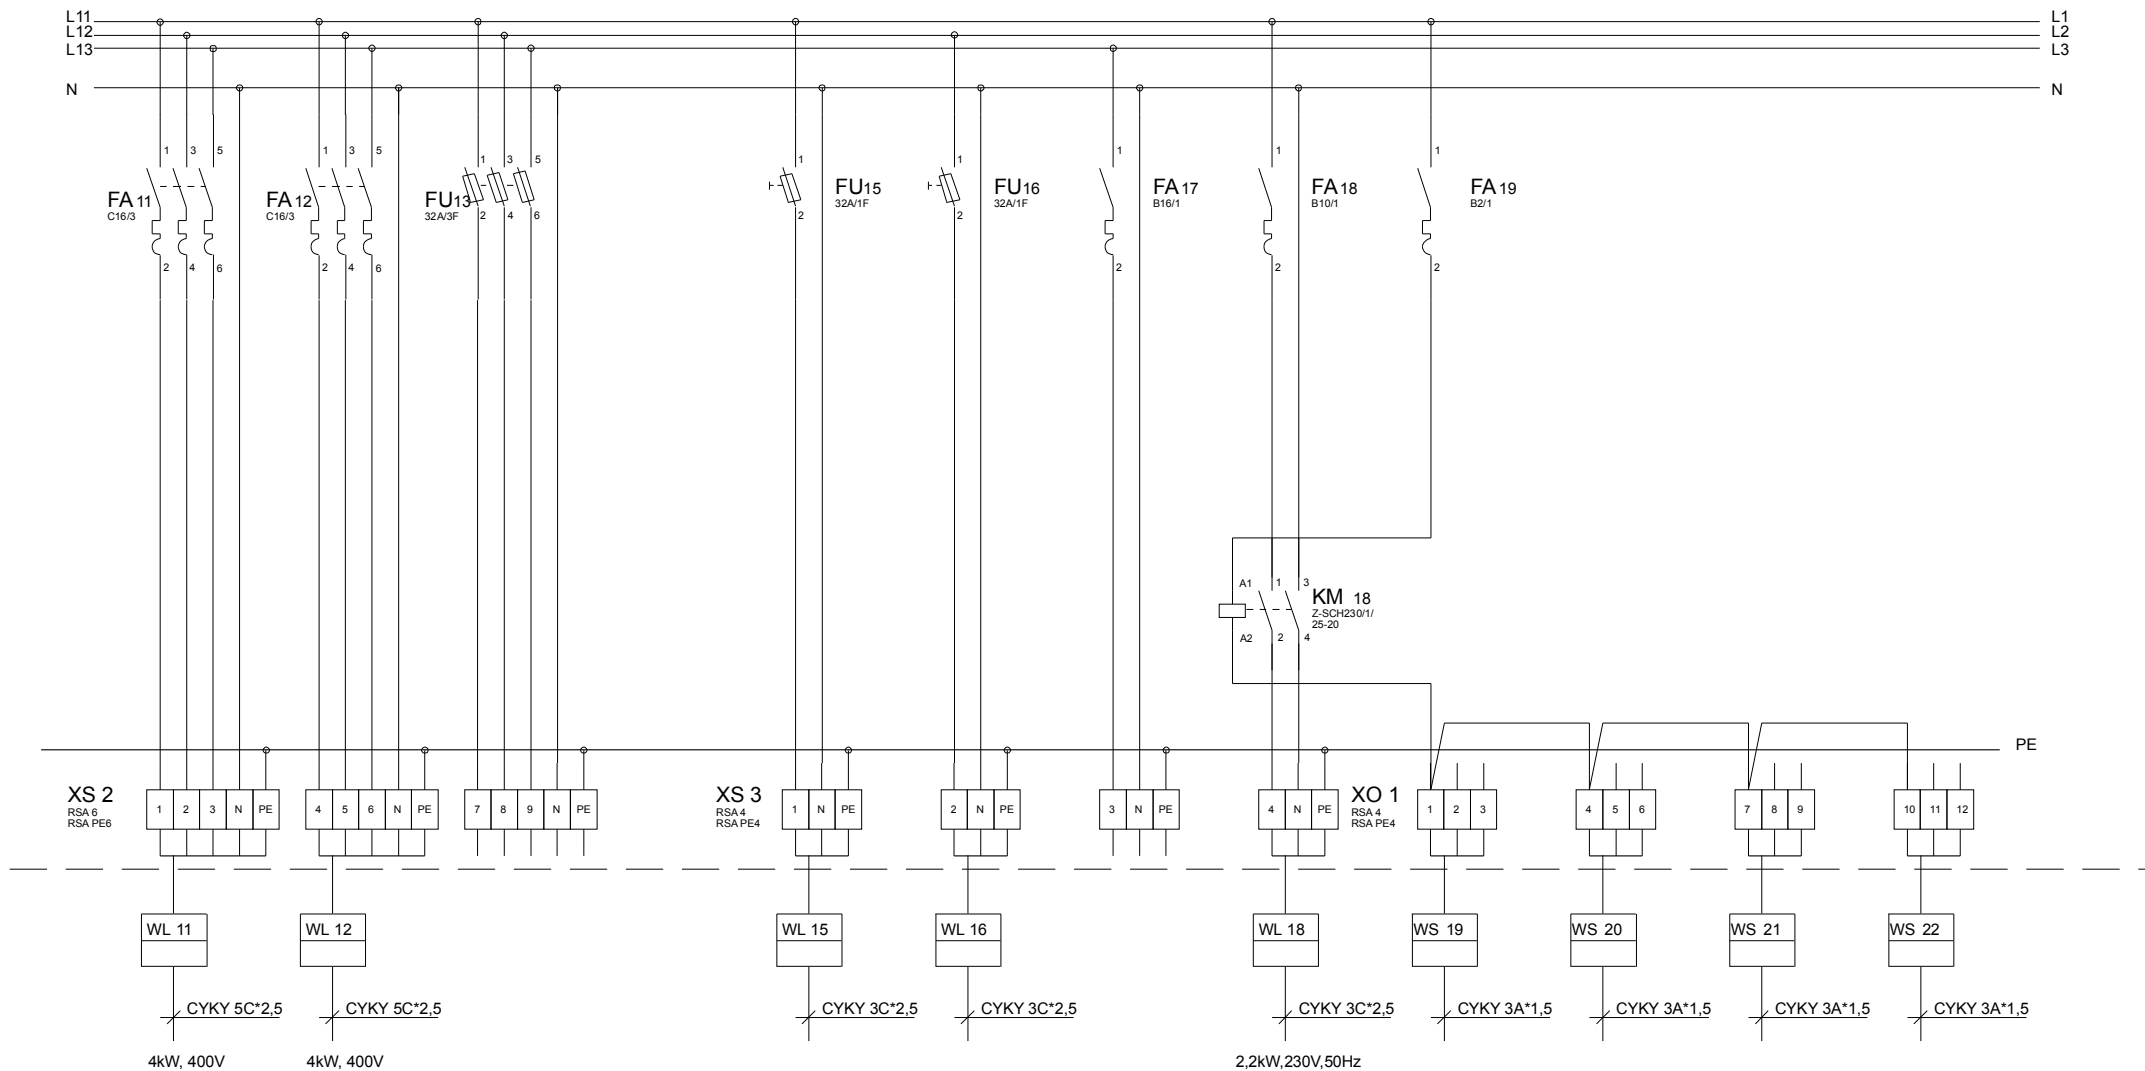 L11
L12
L13
N
L1
L2
L3
N
1 3 5
FA 11
C16/3
2 4 6
1 3 5
FA 12
C16/3
2 4 6
1 3 5
FU13
32A/3F
2 4 6
1
FU15
32A/1F
2
1
FU16
32A/1F
2
1
FA 17
B16/1
2
1
FA 18
B10/1
2
1
FA 19
B2/1
2
A1 1 3
KM 18
Z-SCH230/1/
25-20
A2 2 4
PE
XS 2
RSA 6
RSA PE6
1 2 3 N PE
4 5 6 N PE
7 8 9 N PE
XS 3
RSA 4
RSA PE4
1 N PE
2 N PE
3 N PE
4 N PE
XO 1
RSA 4
RSA PE4
1 2 3
4 5 6
7 8 9
10 11 12
WL 11
WL 12
WL 15
WL 16
WL 18
WS 19
WS 20
WS 21
WS 22
CYKY 5C*2,5
CYKY 5C*2,5
CYKY 3C*2,5
CYKY 3C*2,5
CYKY 3C*2,5
CYKY 3A*1,5
CYKY 3A*1,5
CYKY 3A*1,5
CYKY 3A*1,5
4kW, 400V
4kW, 400V
2,2kW,230V,50Hz